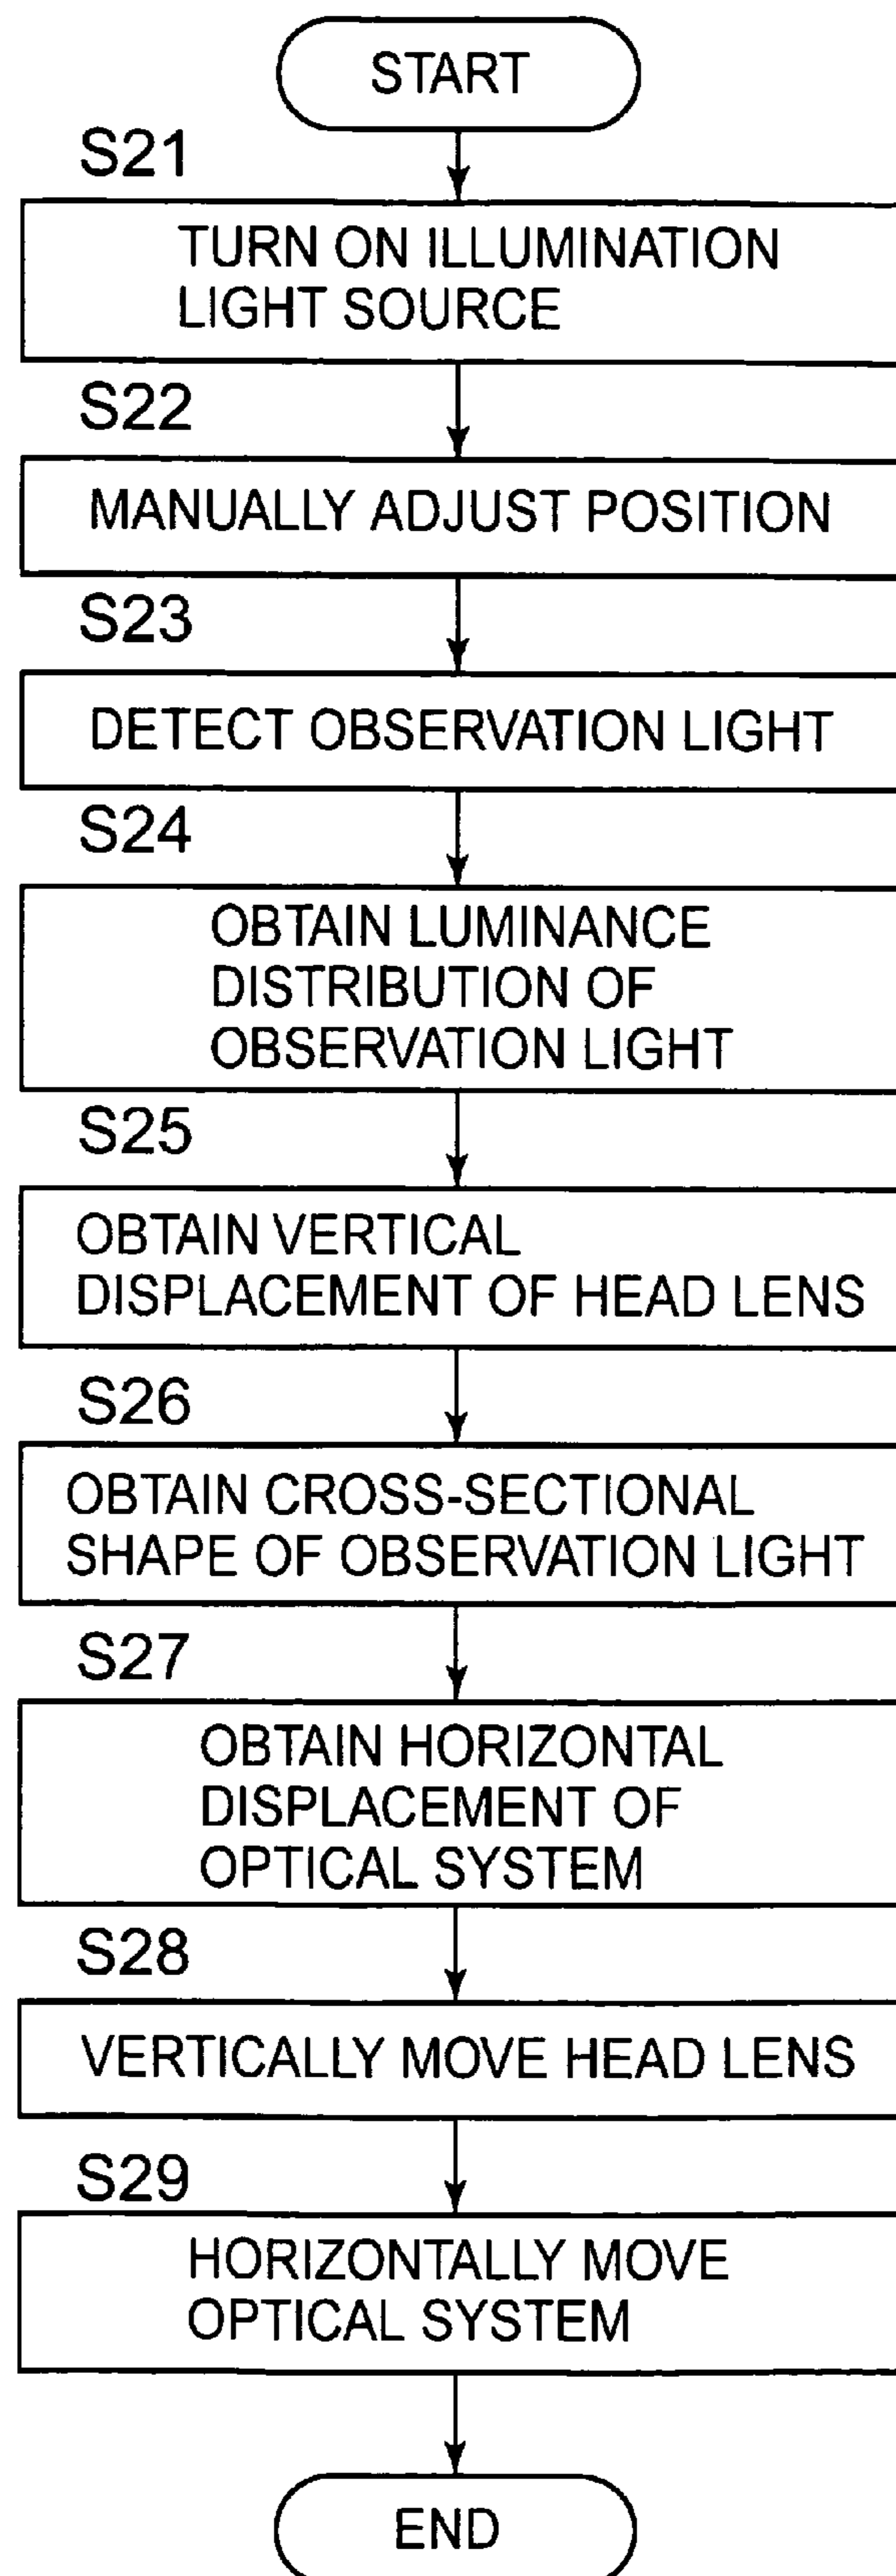 START
S21
TURN ON ILLUMINATION
LIGHT SOURCE
S22
MANUALLY ADJUST POSITION
S23
DETECT OBSERVATION LIGHT
S24
OBTAIN LUMINANCE
DISTRIBUTION OF
OBSERVATION LIGHT
S25
OBTAIN VERTICAL
DISPLACEMENT OF HEAD LENS
S26
OBTAIN CROSS-SECTIONAL
SHAPE OF OBSERVATION LIGHT
S27
OBTAIN HORIZONTAL
DISPLACEMENT OF
OPTICAL SYSTEM
S28
VERTICALLY MOVE HEAD LENS
S29
HORIZONTALLY MOVE
OPTICAL SYSTEM
END